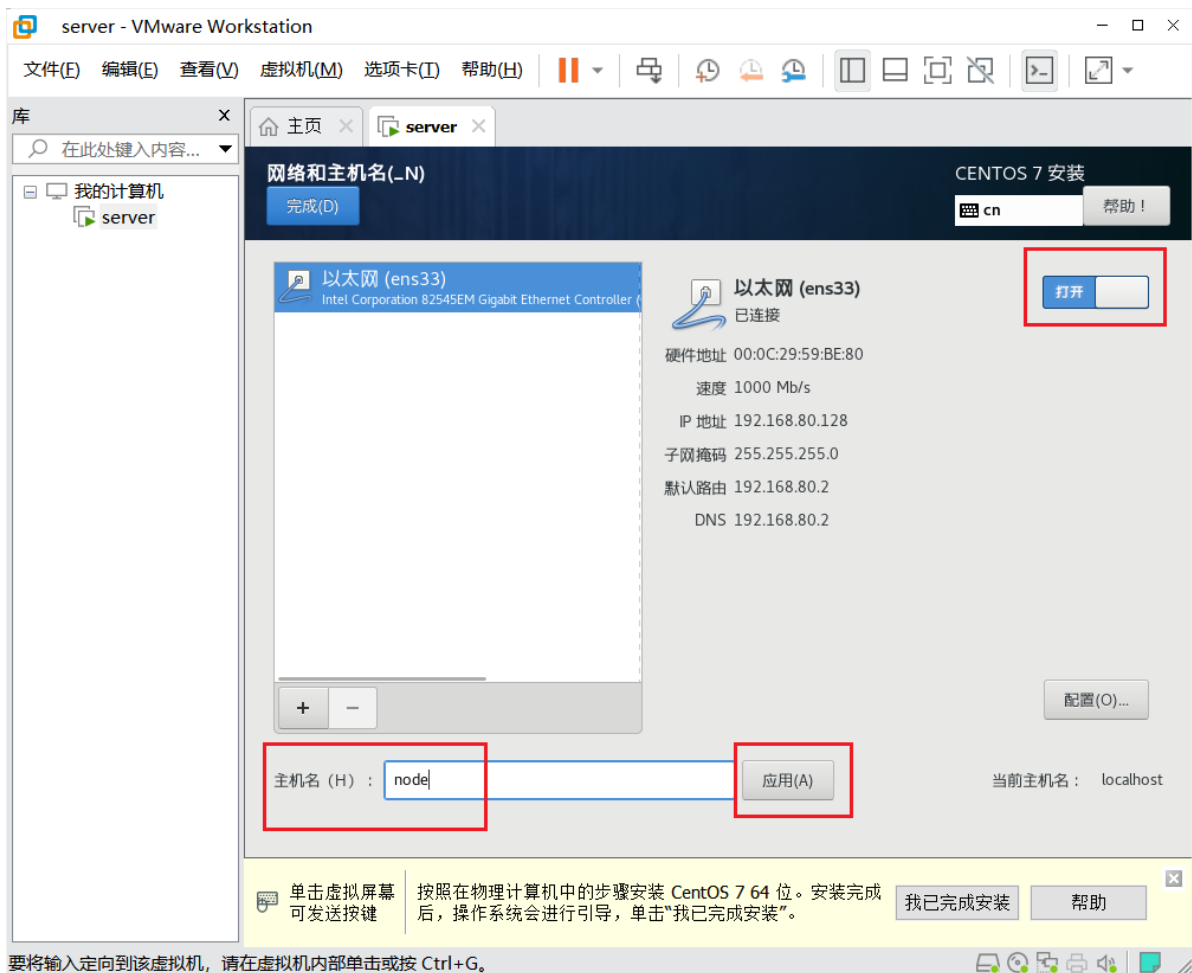 server - VMware Workstation
文件(F) 编辑(E) 查看(V) 虚拟机(M) 选项卡(T) 帮助(H)
库
在此处键入内容...
我的计算机
server
主页
server
网络和主机名(_N)
完成(D)
CENTOS 7 安装
cn
帮助！
以太网 (ens33)
Intel Corporation 82545EM Gigabit Ethernet Controller (
以太网 (ens33)
已连接
打开
硬件地址 00:0C:29:59:BE:80
速度 1000 Mb/s
IP 地址 192.168.80.128
子网掩码 255.255.255.0
默认路由 192.168.80.2
DNS 192.168.80.2
+ −
配置(O)...
主机名（H）： node
应用(A)
当前主机名： localhost
单击虚拟屏幕
可发送按键
按照在物理计算机中的步骤安装 CentOS 7 64 位。安装完成
后，操作系统会进行引导，单击“我已完成安装”。
我已完成安装
帮助
要将输入定向到该虚拟机，请在虚拟机内部单击或按 Ctrl+G。